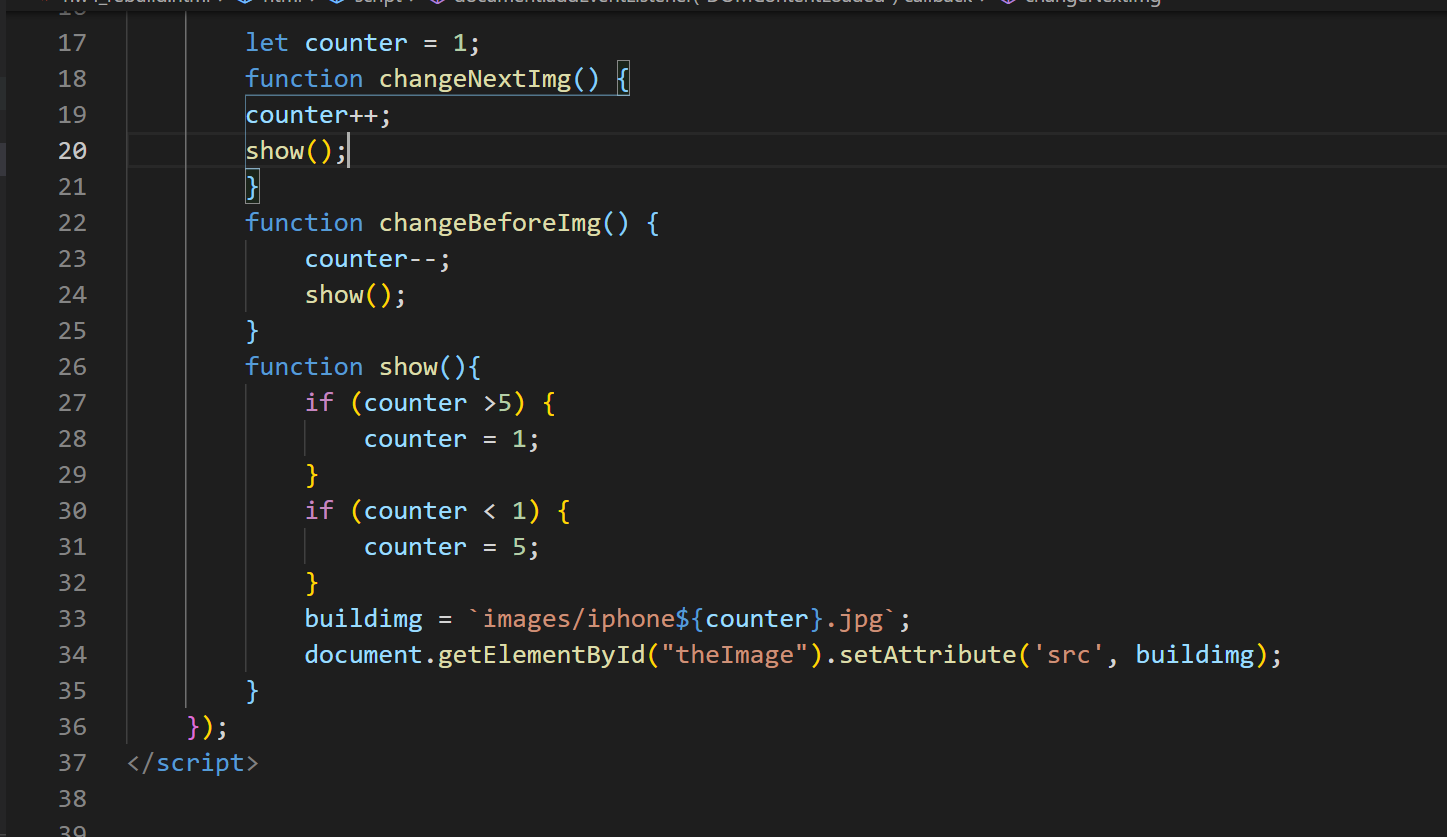 17 let counter = 1;
18 function changeNextImg() {
19 counter++;
20 show();
21 }
22 function changeBeforeImg() {
23 counter--;
24 show();
25 }
26 function show(){
27 if (counter >5) {
28 counter = 1;
29 }
30 if (counter < 1) {
31 counter = 5;
32 }
33 buildimg = `images/iphone${counter}.jpg`;
34 document.getElementById("theImage").setAttribute('src', buildimg);
35 }
36 });
37 </script>
38
39